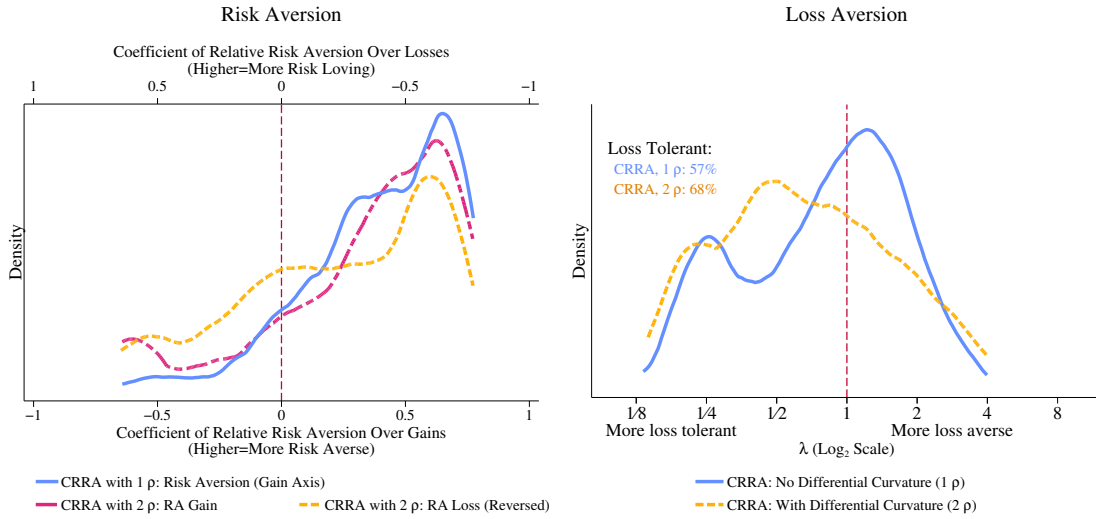 Risk Aversion
Coefficient of Relative Risk Aversion Over Losses
(Higher=More Risk Loving)
1 0.5 0 −0.5 −1
Density
−1 −0.5 0 0.5 1
Coefficient of Relative Risk Aversion Over Gains
(Higher=More Risk Averse)
CRRA with 1 ρ: Risk Aversion (Gain Axis)
CRRA with 2 ρ: RA Gain
CRRA with 2 ρ: RA Loss (Reversed)
Loss Aversion
Loss Tolerant:
CRRA, 1 ρ: 57%
CRRA, 2 ρ: 68%
Density
1⁄8 1⁄4 1⁄2 1 2 4 8
More loss tolerant More loss averse
λ (Log₂ Scale)
CRRA: No Differential Curvature (1 ρ)
CRRA: With Differential Curvature (2 ρ)